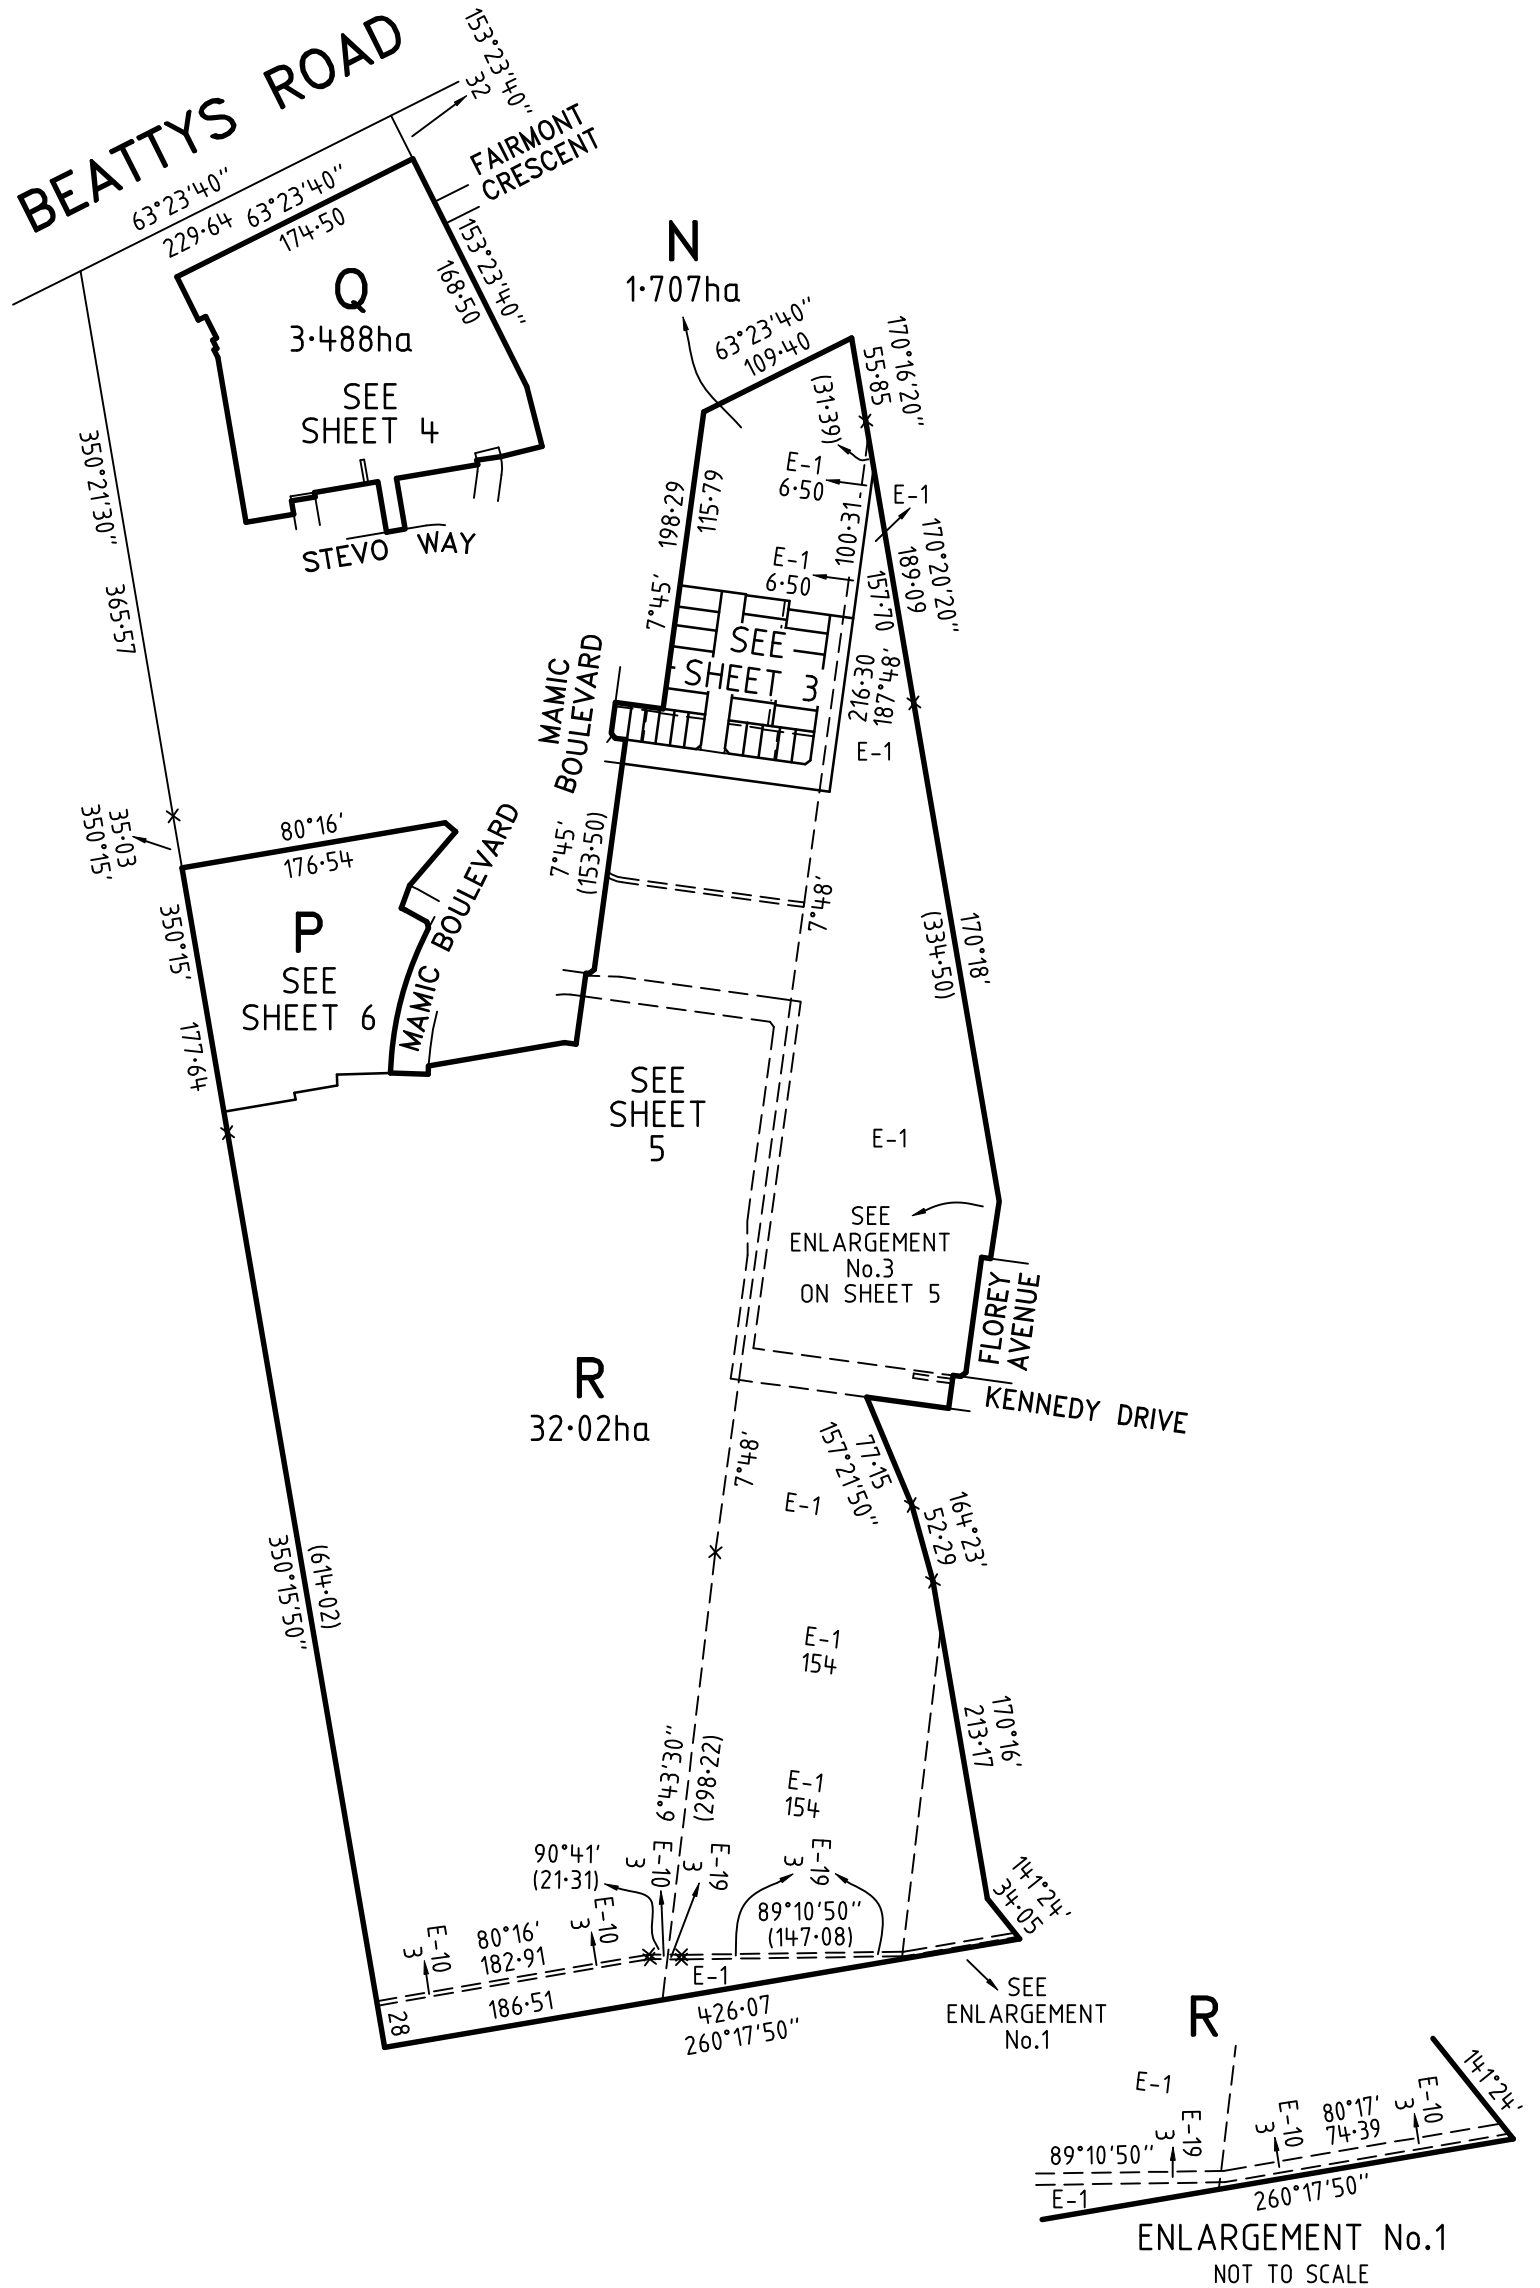 BEATTYS ROAD
153°23'40"
32
63°23'40"
229·64
63°23'40"
174·50
FAIRMONT
CRESCENT
153°23'40"
168·50
Q
3·488ha
SEE
SHEET 4
STEVO WAY
350°21'30"
365·57
N
1·707ha
63°23'40"
109·40
170°16'20"
55·85
(31·39)
E-1
6·50
E-1
100·31
198·29
115·79
7°45'
E-1
6·50
170°20'20"
189·09
157·70
SEE
SHEET 3
216·30
187°48'
E-1
MAMIC
BOULEVARD
35·03
350°15'
80°16'
176·54
MAMIC BOULEVARD
7°45'
(153·50)
7°48'
350°15'
177·64
P
SEE
SHEET 6
170°18'
(334·50)
SEE
SHEET
5
E-1
SEE
ENLARGEMENT
No.3
ON SHEET 5
FLOREY
AVENUE
KENNEDY DRIVE
R
32·02ha
7°48'
77·15
157°21'50"
E-1
164°23'
52·29
350°15'50"
(614·02)
E-1
154
170°16'
213·17
6°43'30"
(298·22)
E-1
154
90°41'
(21·31)
E-10
3
E-19
3
E-19
3
89°10'50"
(147·08)
141°24'
34·05
E-10
3
80°16'
182·91
E-10
3
E-1
186·51
28
426·07
260°17'50"
SEE
ENLARGEMENT
No.1
R
E-1
E-19
3
89°10'50"
E-1
E-10
3
80°17'
74·39
E-10
3
141°24'
260°17'50"
ENLARGEMENT No.1
NOT TO SCALE